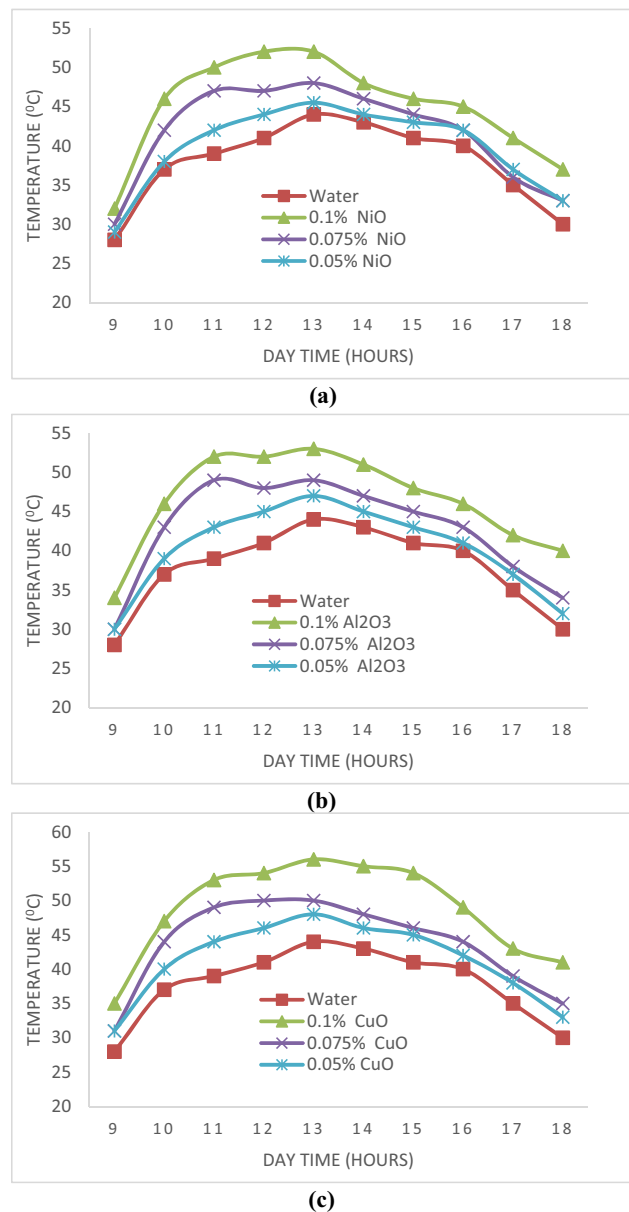 55
50
45
40
35
30
25
20
TEMPERATURE (⁰C)
Water
0.1% NiO
0.075% NiO
0.05% NiO
9 10 11 12 13 14 15 16 17 18
DAY TIME (HOURS)
(a)
55
50
45
40
35
30
25
20
TEMPERATURE (⁰C)
Water
0.1% Al2O3
0.075% Al2O3
0.05% Al2O3
9 10 11 12 13 14 15 16 17 18
DAY TIME (HOURS)
(b)
60
55
50
45
40
35
30
25
20
TEMPERATURE (⁰C)
Water
0.1% CuO
0.075% CuO
0.05% CuO
9 10 11 12 13 14 15 16 17 18
DAY TIME (HOURS)
(c)